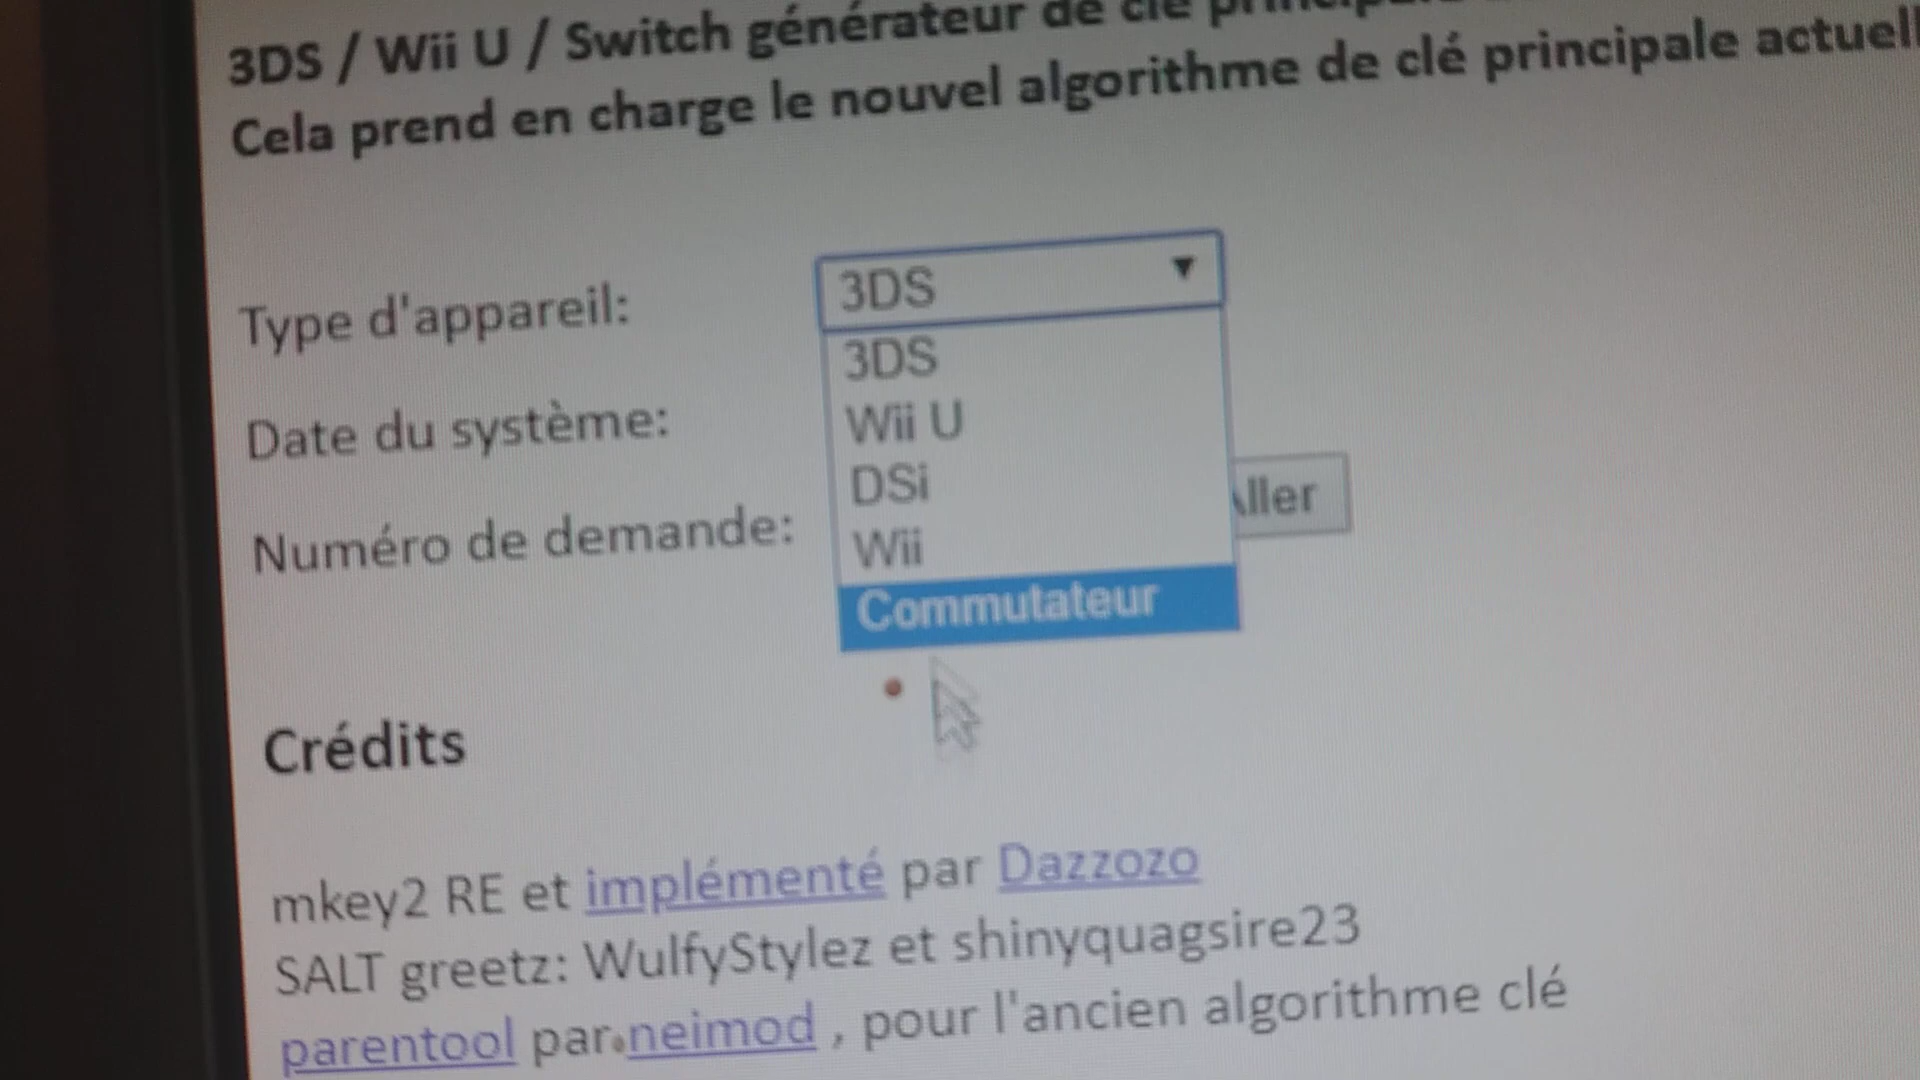 3DS / Wii U / Switch générateur de clé
Cela prend en charge le nouvel algorithme de clé principale
Type d'appareil:
3DS
3DS
Wii U
DSi
Wii
Commutateur
Date du système:
Numéro de demande:
Crédits
mkey2 RE et implémenté par Dazzozo
SALT greetz: WulfyStylez et shinyquagsire23
parentool par neimod , pour l'ancien algorithme clé